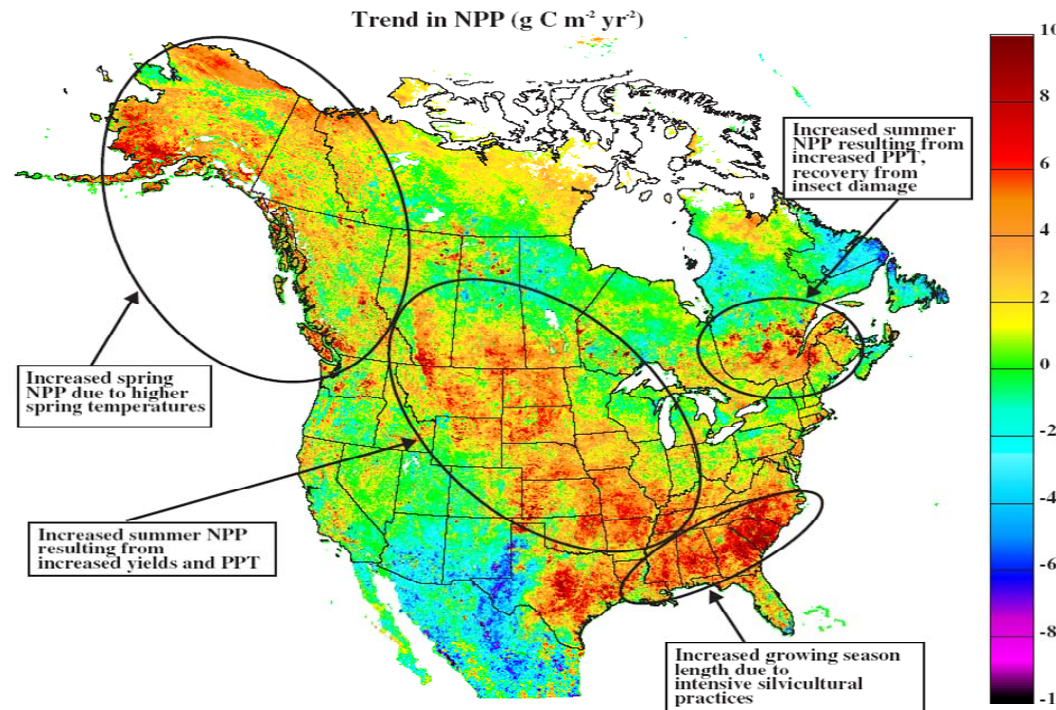 Trend in NPP (g C m⁻² yr⁻²)
10
8
6
4
2
0
-2
-4
-6
-8
-1
Increased summer
NPP resulting from
increased PPT,
recovery from
insect damage
Increased spring
NPP due to higher
spring temperatures
Increased summer NPP
resulting from
increased yields and PPT
Increased growing season
length due to
intensive silvicultural
practices